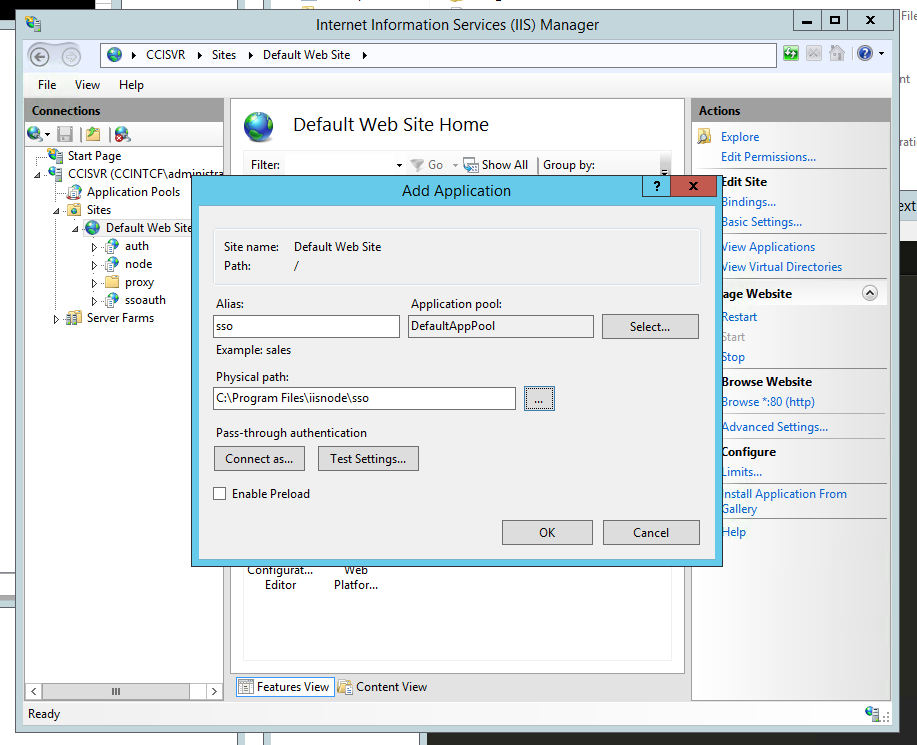 File
Internet Information Services (IIS) Manager
CCISVR
Sites
Default Web Site
File View Help
Connections
Start Page
CCISVR (CCINTCF\administra
Application Pools
Sites
Default Web Site
auth
node
proxy
ssoauth
Server Farms
Default Web Site Home
Filter:
Go
Show All
Group by:
Add Application
?
X
Site name: Default Web Site
Path: /
Alias:
sso
Application pool:
DefaultAppPool
Select...
Example: sales
Physical path:
C:\Program Files\iisnode\sso
...
Pass-through authentication
Connect as...
Test Settings...
Enable Preload
OK
Cancel
Configurat...
Editor
Web
Platfor...
Features View
Content View
Actions
Explore
Edit Permissions...
Edit Site
Bindings...
Basic Settings...
View Applications
View Virtual Directories
age Website
Restart
Start
Stop
Browse Website
Browse *:80 (http)
Advanced Settings...
Configure
Limits...
Install Application From
Gallery
Help
Ready
ext